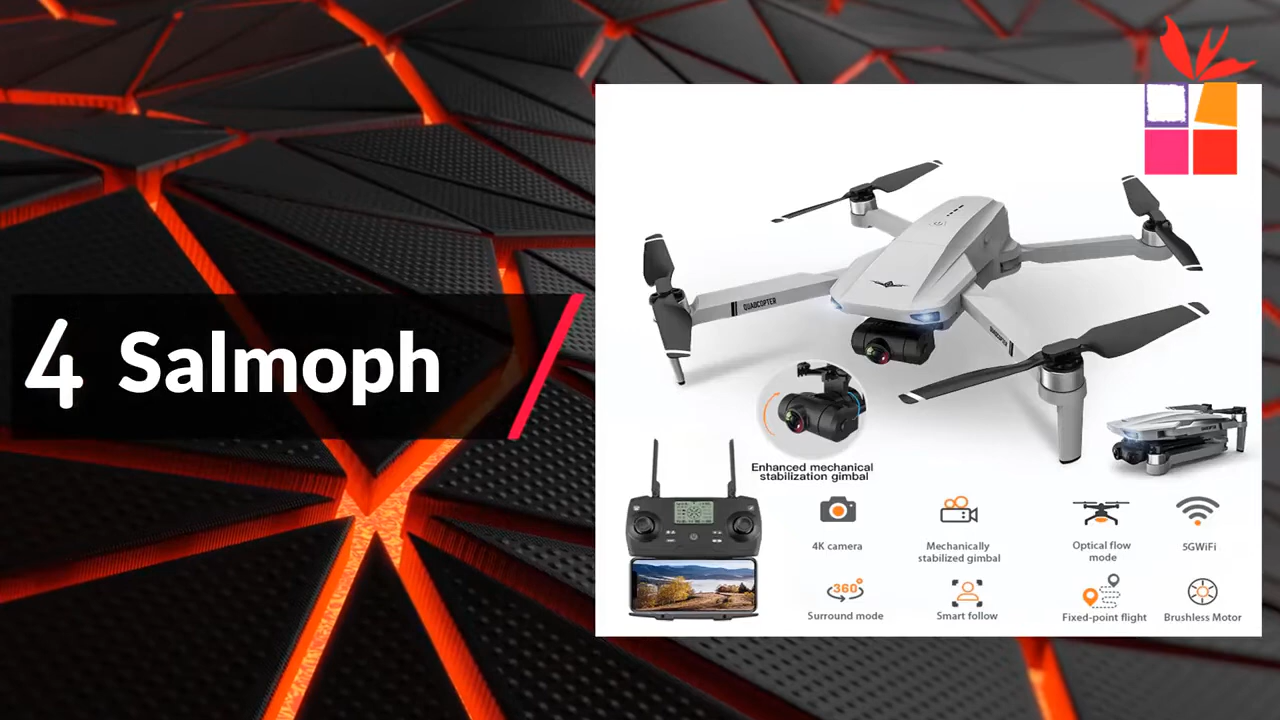 4 Salmoph
QUADCOPTER
QUADCOPTER
Enhanced mechanical
stabilization gimbal
4K camera
Mechanically
stabilized gimbal
Optical flow
mode
5GWiFi
360°
Surround mode
Smart follow
Fixed-point flight
Brushless Motor